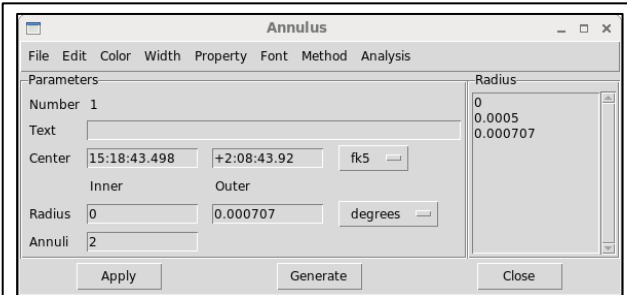 Annulus
File Edit Color Width Property Font Method Analysis
Parameters
Number 1
Text
Center 15:18:43.498 +2:08:43.92 fk5
Inner Outer
Radius 0 0.000707 degrees
Annuli 2
Radius
0
0.0005
0.000707
Apply Generate Close